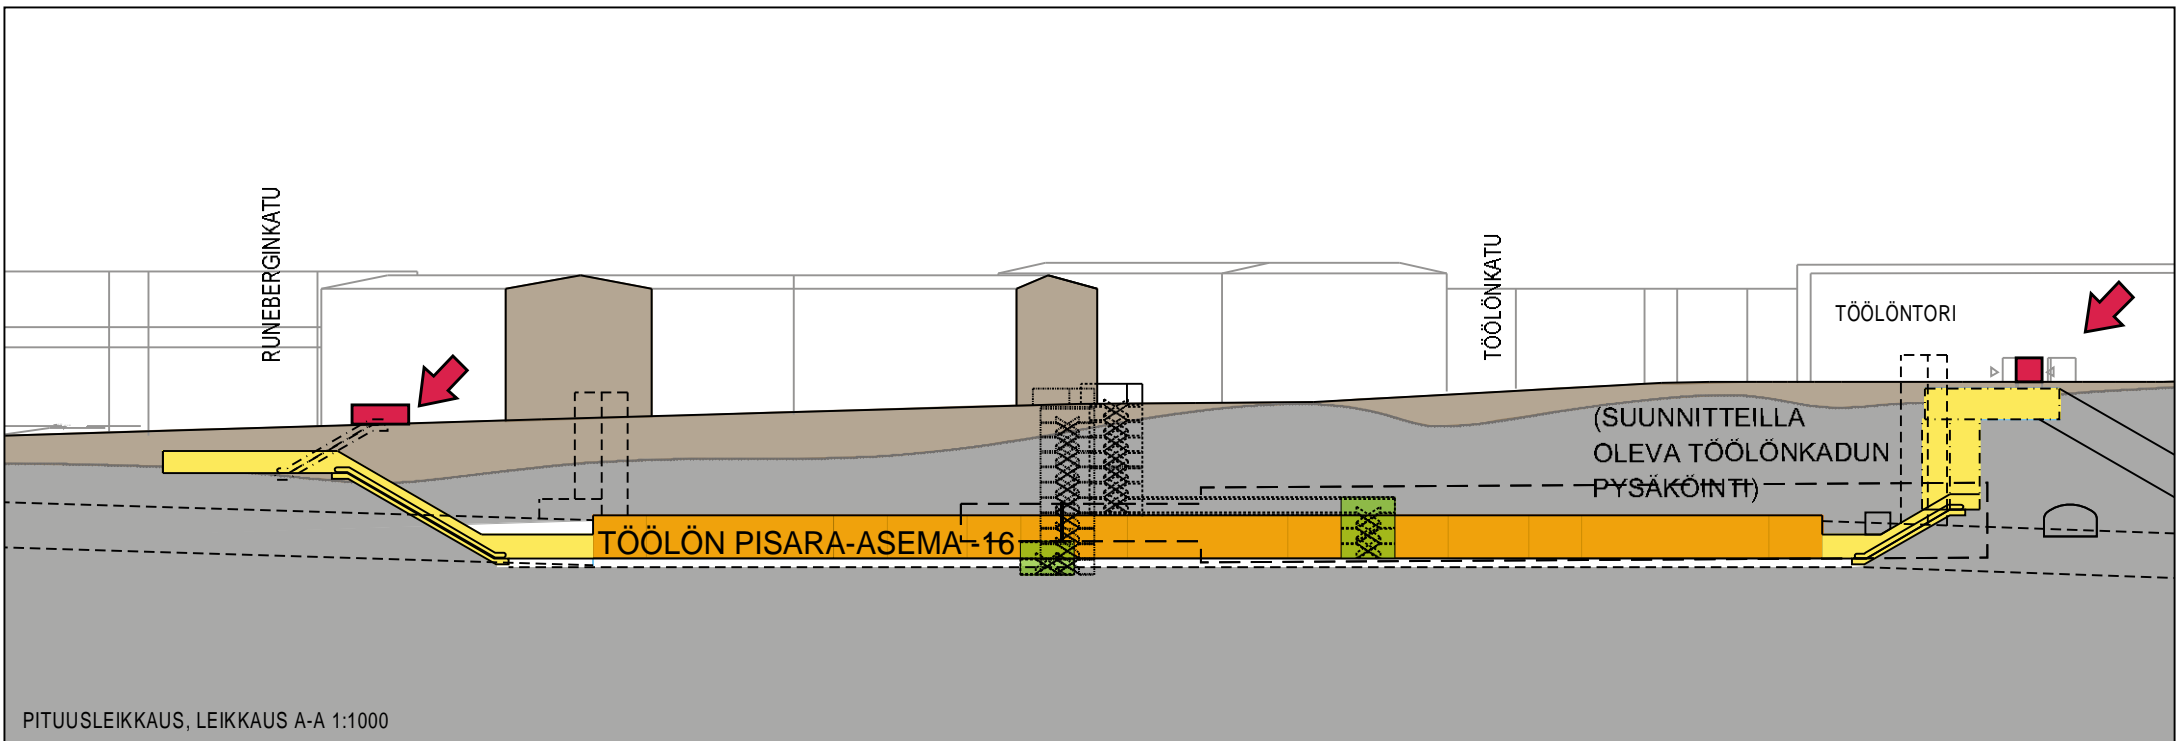 RUNEBERGINKATU
TÖÖLÖNKATU
TÖÖLÖNTORI
(SUUNNITTEILLA
OLEVA TÖÖLÖNKADUN
PYSÄKÖINTI)
TÖÖLÖN PISARA-ASEMA -16
PITUUSLEIKKAUS, LEIKKAUS A-A 1:1000